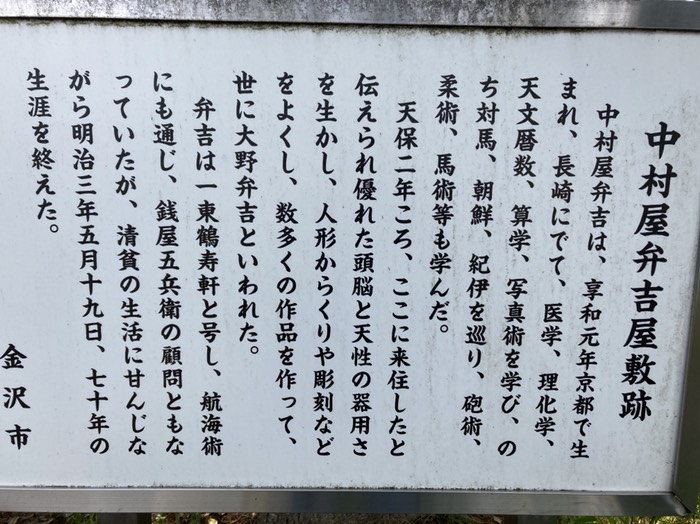 中村屋弁吉屋敷跡
中村屋弁吉は、享和元年京都で生
まれ、長崎にでて、医学、理化学、
天文暦数、算学、写真術を学び、の
ち対馬、朝鮮、紀伊を巡り、砲術、
柔術、馬術等も学んだ。
天保二年ころ、ここに来住したと
伝えられ優れた頭脳と天性の器用さ
を生かし、人形からくりや彫刻など
をよくし、数多くの作品を作って、
世に大野弁吉といわれた。
弁吉は一東鶴寿軒と号し、航海術
にも通じ、銭屋五兵衛の顧問ともな
っていたが、清貧の生活に甘んじな
がら明治三年五月十九日、七十年の
生涯を終えた。
金沢市